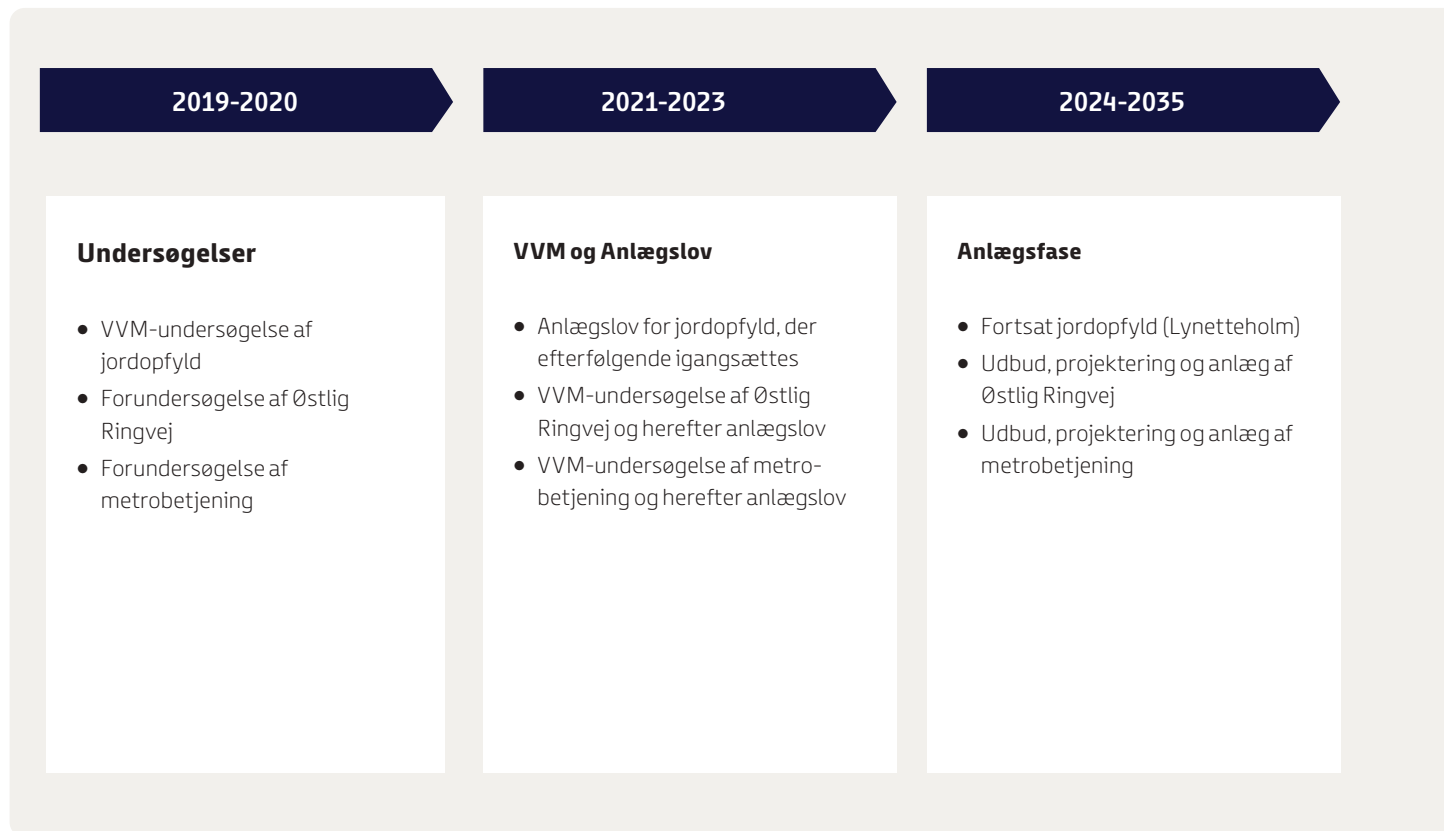 2019-2020
2021-2023
2024-2035
Undersøgelser
• VVM-undersøgelse af
jordopfyld
• Forundersøgelse af Østlig
Ringvej
• Forundersøgelse af
metrobetjening
VVM og Anlægslov
• Anlægslov for jordopfyld, der
efterfølgende igangsættes
• VVM-undersøgelse af Østlig
Ringvej og herefter anlægslov
• VVM-undersøgelse af metro-
betjening og herefter anlægslov
Anlægsfase
• Fortsat jordopfyld (Lynetteholm)
• Udbud, projektering og anlæg af
Østlig Ringvej
• Udbud, projektering og anlæg af
metrobetjening